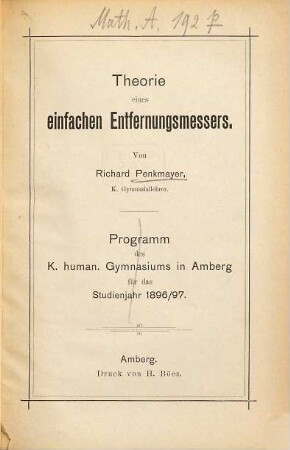 Math. A. 192 P
Theorie
eines
einfachen Entfernungsmessers.
Von
Richard Penkmayer,
K. Gymnasiallehrer.
Programm
des
K. human. Gymnasiums in Amberg
für das
Studienjahr 1896/97.
Amberg.
Druck von H. Böes.